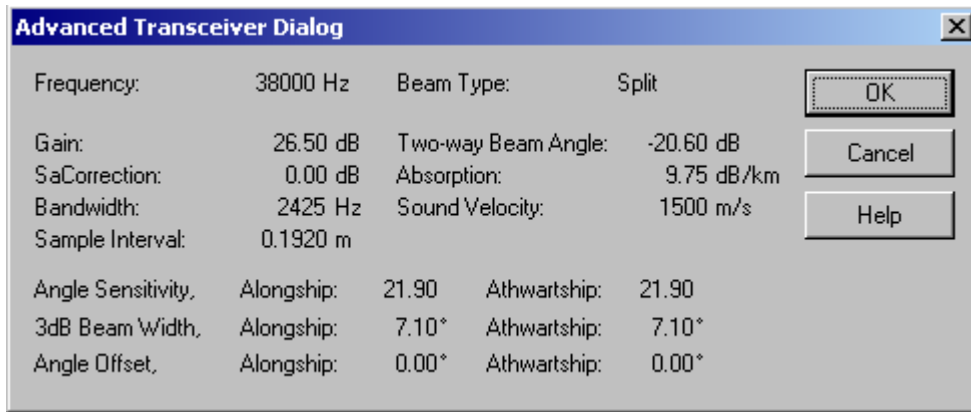 Advanced Transceiver Dialog
Frequency: 38000 Hz Beam Type: Split
OK
Gain: 26.50 dB Two-way Beam Angle: -20.60 dB
Cancel
SaCorrection: 0.00 dB Absorption: 9.75 dB/km
Bandwidth: 2425 Hz Sound Velocity: 1500 m/s
Help
Sample Interval: 0.1920 m
Angle Sensitivity, Alongship: 21.90 Athwartship: 21.90
3dB Beam Width, Alongship: 7.10° Athwartship: 7.10°
Angle Offset, Alongship: 0.00° Athwartship: 0.00°